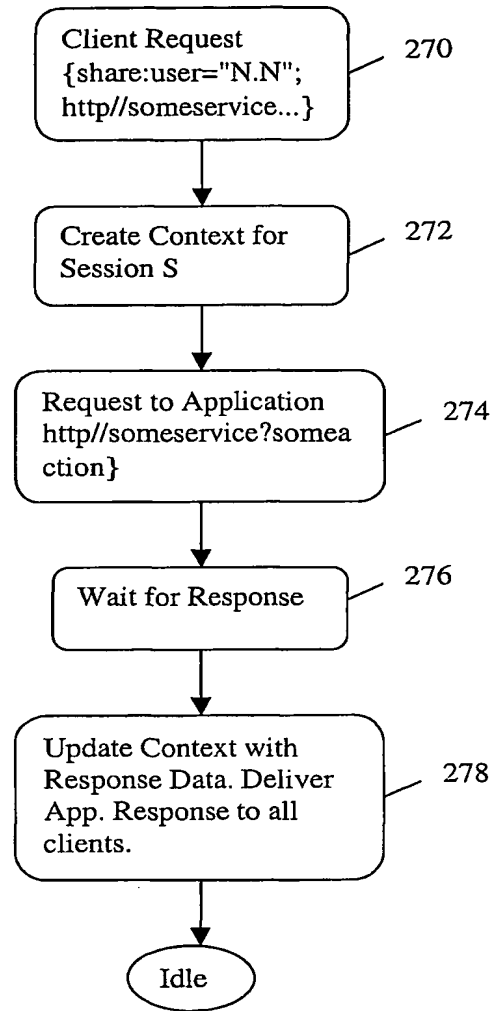 Client Request
{share:user="N.N";
http//someservice...}
270
Create Context for
Session S
272
Request to Application
http//someservice?somea
ction}
274
Wait for Response
276
Update Context with
Response Data. Deliver
App. Response to all
clients.
278
Idle